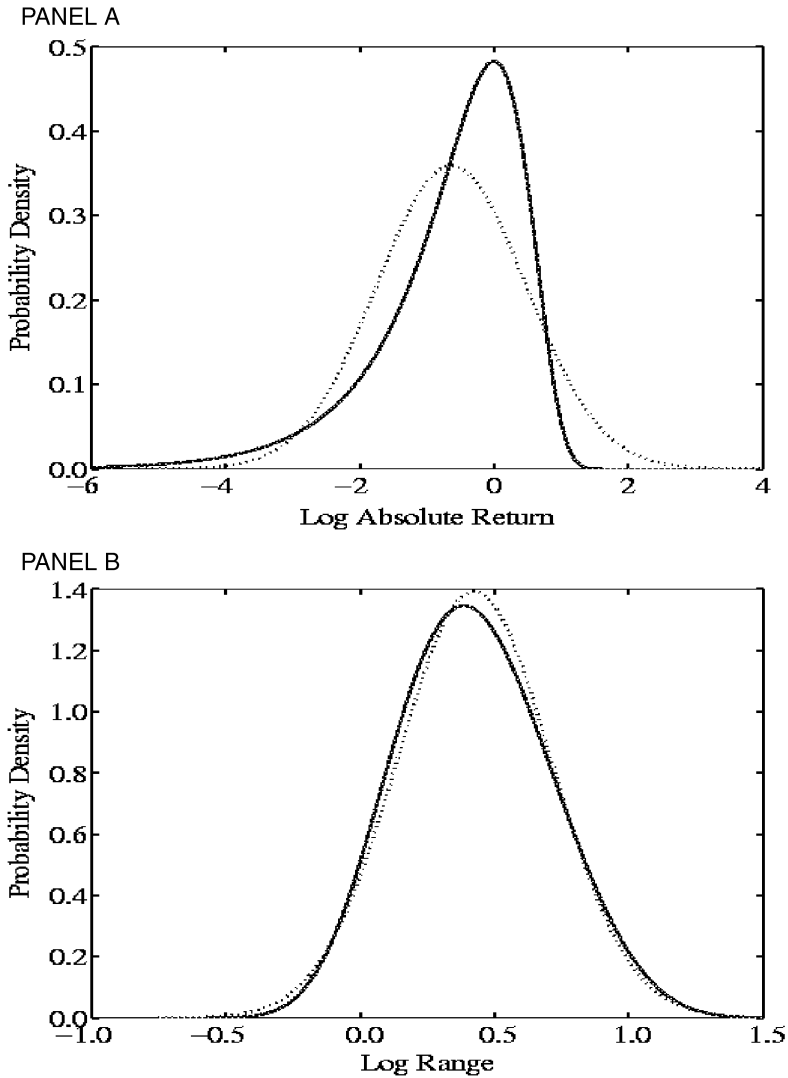 PANEL A
0.5
0.4
0.3
0.2
0.1
0.0
Probability Density
−6 −4 −2 0 2 4
Log Absolute Return
PANEL B
1.4
1.2
1.0
0.8
0.6
0.4
0.2
0.0
Probability Density
−1.0 −0.5 0.0 0.5 1.0 1.5
Log Range